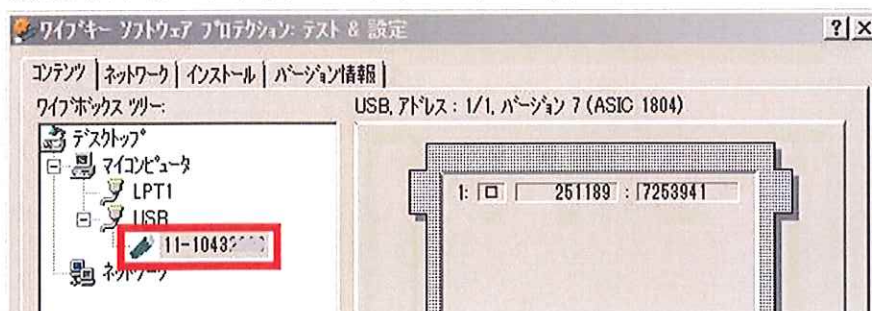 ワイブキー ソフトウェア プロテクション: テスト & 設定
コンテンツ ネットワーク インストール バージョン情報
ワイブボックス ツリー:
USB, アドレス : 1/1, バージョン 7 (ASIC 1804)
デスクトップ
マイコンピュータ
LPT1
USB
11-1043
ネットワーク
1: 251189 : 7253941